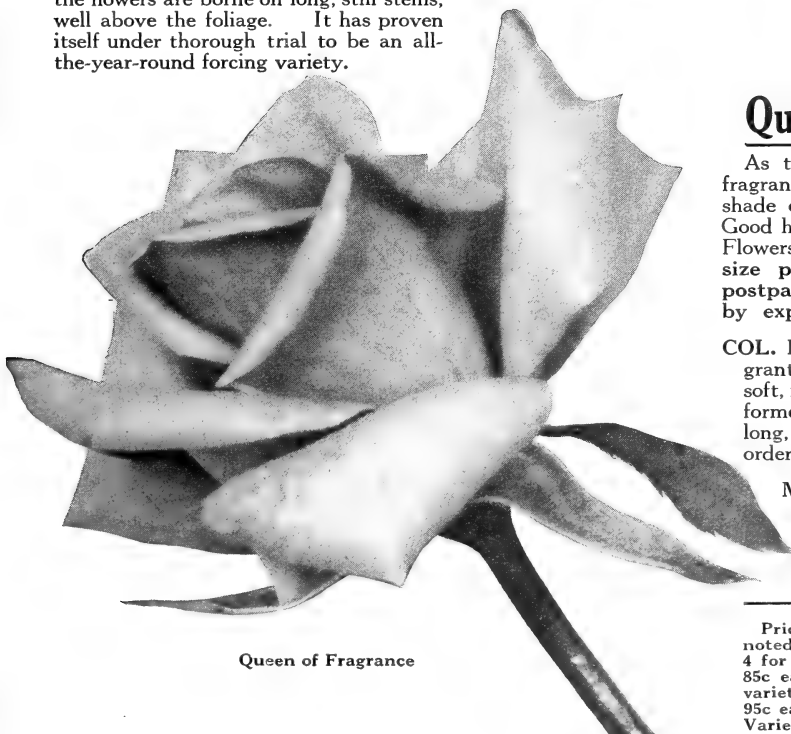 the flowers are borne on long, stiff stems,
well above the foliage. It has proven
itself under thorough trial to be an all-
the-year-round forcing variety.
Queen of Fragrance
Qu
As t
fragran
shade
Good h
Flowers
size p
postpa
by exp
COL.
grant
soft,
forme
long,
order
M
Pric
noted
4 for
85c ea
variet
95c ea
Varie